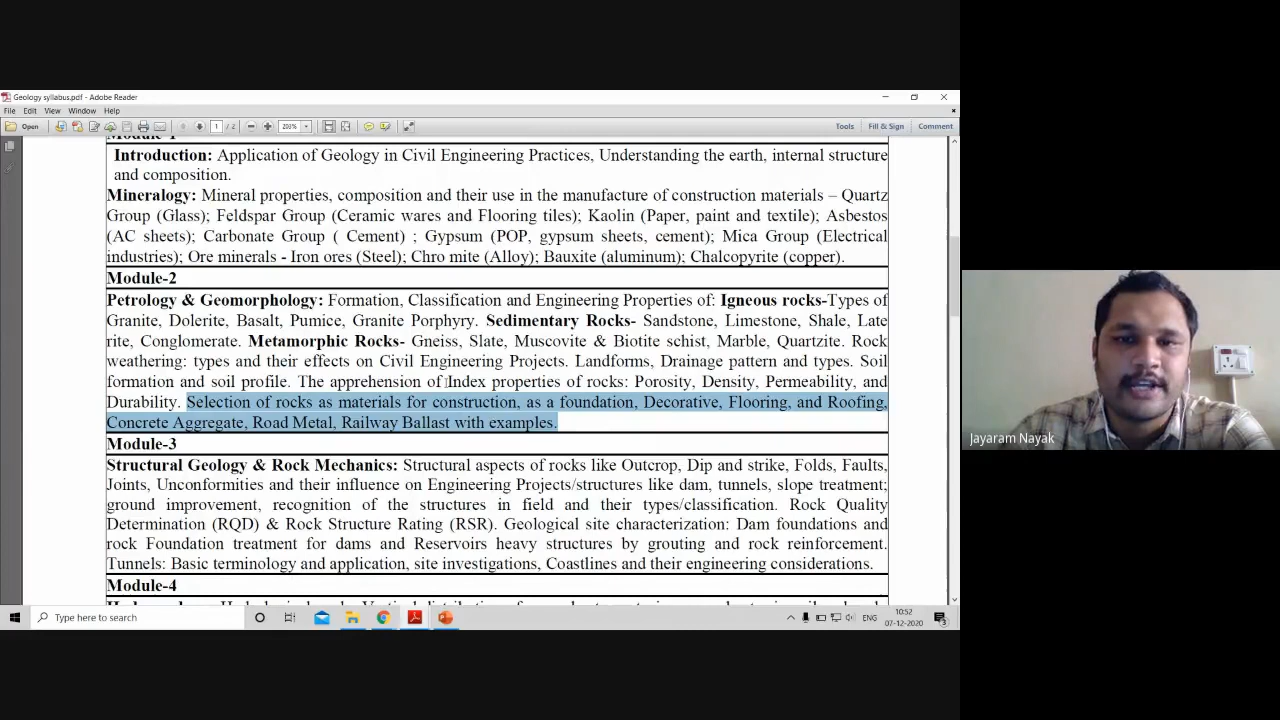 Geology syllabus.pdf - Adobe Reader
File Edit View Window Help
Open 1 / 2 208% Tools Fill & Sign Comment
Module-1
Introduction: Application of Geology in Civil Engineering Practices, Understanding the earth, internal structure
and composition.
Mineralogy: Mineral properties, composition and their use in the manufacture of construction materials – Quartz
Group (Glass); Feldspar Group (Ceramic wares and Flooring tiles); Kaolin (Paper, paint and textile); Asbestos
(AC sheets); Carbonate Group ( Cement) ; Gypsum (POP, gypsum sheets, cement); Mica Group (Electrical
industries); Ore minerals - Iron ores (Steel); Chro mite (Alloy); Bauxite (aluminum); Chalcopyrite (copper).
Module-2
Petrology & Geomorphology: Formation, Classification and Engineering Properties of: Igneous rocks-Types of
Granite, Dolerite, Basalt, Pumice, Granite Porphyry. Sedimentary Rocks- Sandstone, Limestone, Shale, Late
rite, Conglomerate. Metamorphic Rocks- Gneiss, Slate, Muscovite & Biotite schist, Marble, Quartzite. Rock
weathering: types and their effects on Civil Engineering Projects. Landforms, Drainage pattern and types. Soil
formation and soil profile. The apprehension of Index properties of rocks: Porosity, Density, Permeability, and
Durability. Selection of rocks as materials for construction, as a foundation, Decorative, Flooring, and Roofing,
Concrete Aggregate, Road Metal, Railway Ballast with examples.
Module-3
Structural Geology & Rock Mechanics: Structural aspects of rocks like Outcrop, Dip and strike, Folds, Faults,
Joints, Unconformities and their influence on Engineering Projects/structures like dam, tunnels, slope treatment;
ground improvement, recognition of the structures in field and their types/classification. Rock Quality
Determination (RQD) & Rock Structure Rating (RSR). Geological site characterization: Dam foundations and
rock Foundation treatment for dams and Reservoirs heavy structures by grouting and rock reinforcement.
Tunnels: Basic terminology and application, site investigations, Coastlines and their engineering considerations.
Module-4
Type here to search
ENG
10:52
07-12-2020
Jayaram Nayak